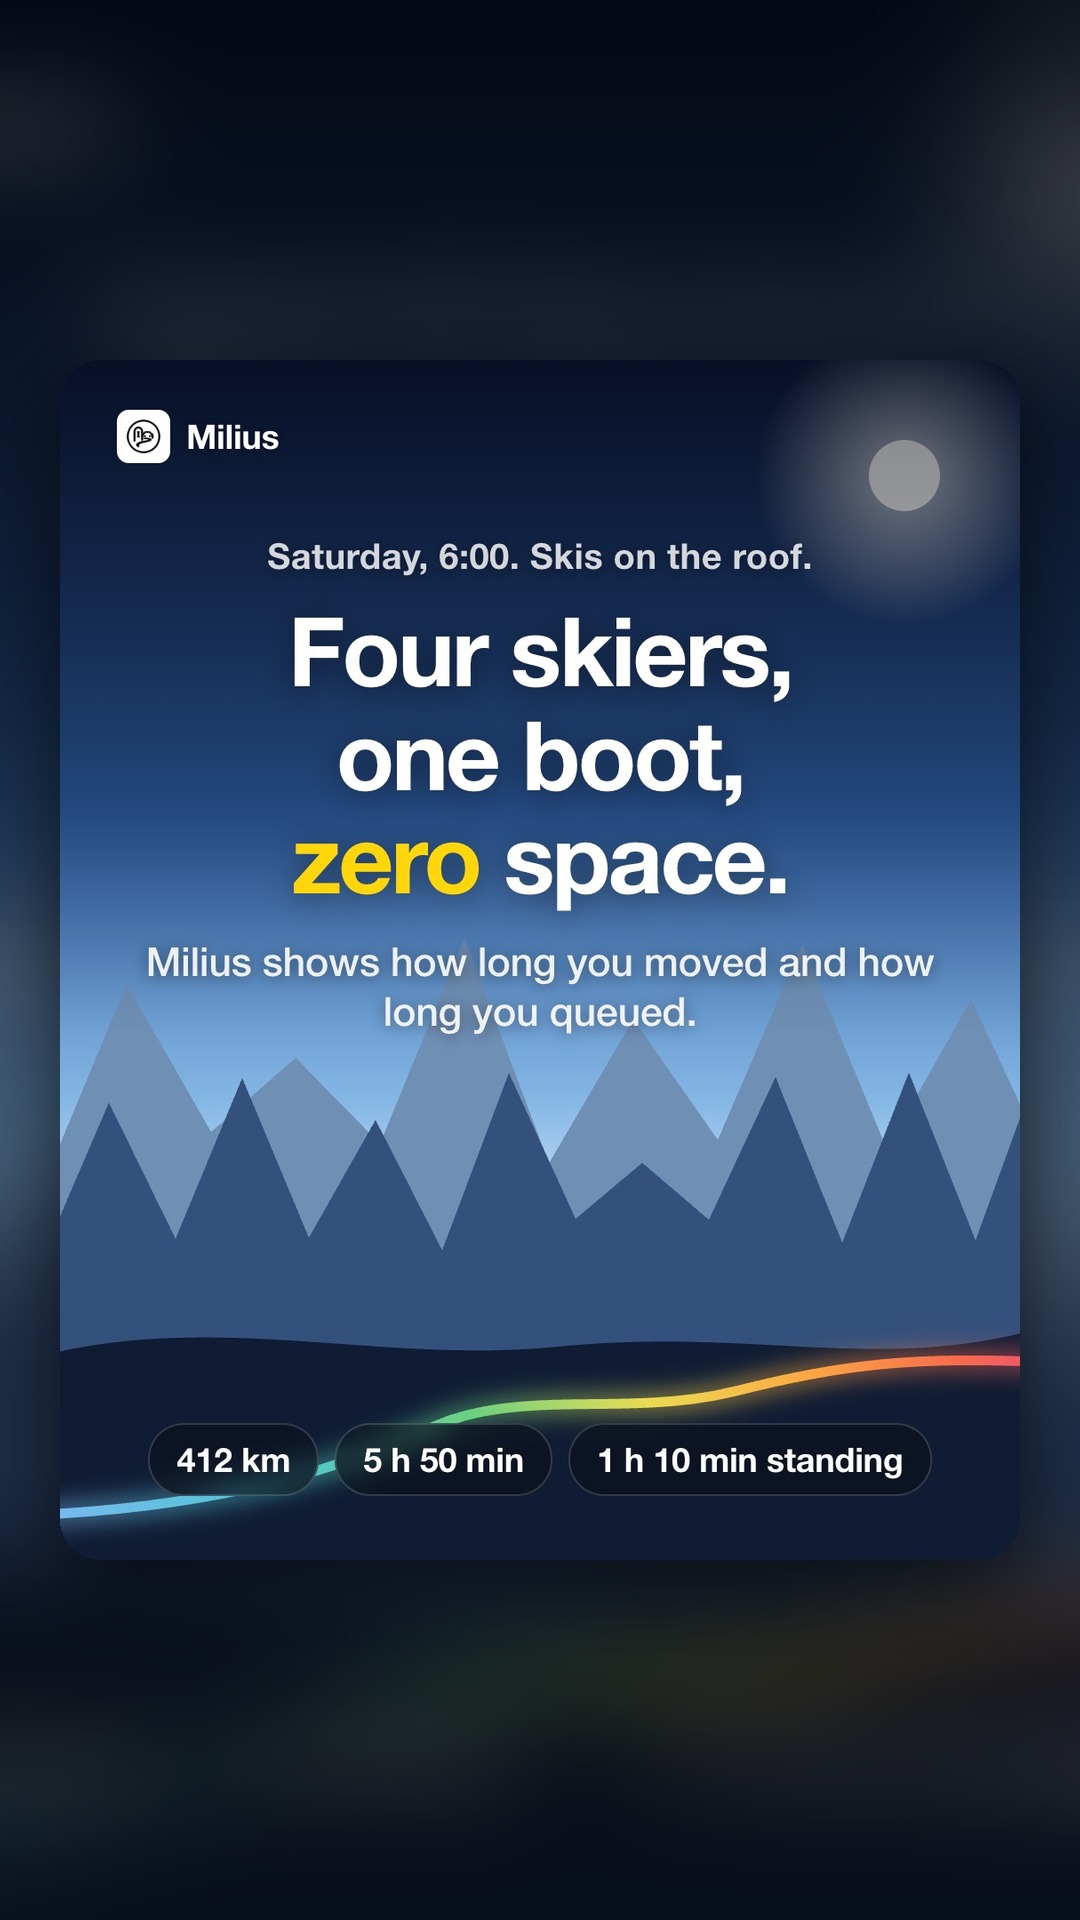 Milius
Saturday, 6:00. Skis on the roof.
Four skiers,
one boot,
zero space.
Milius shows how long you moved and how
long you queued.
412 km
5 h 50 min
1 h 10 min standing